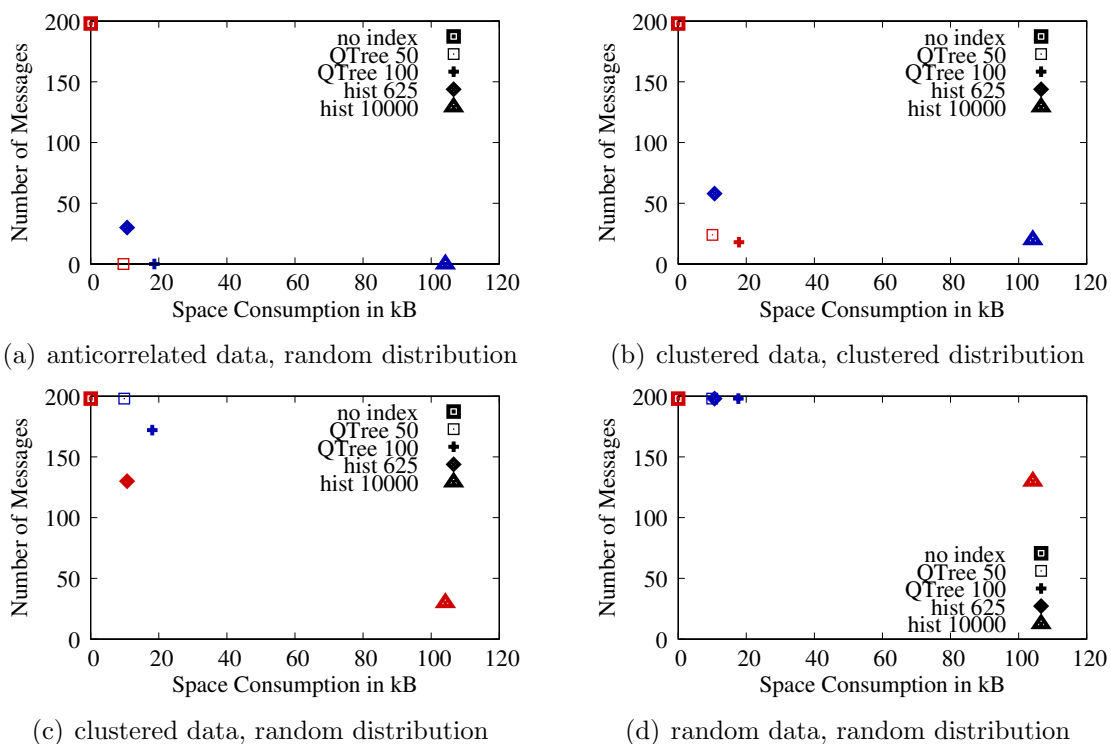 200
150
100
50
0
Number of Messages
no index
QTree 50
QTree 100
hist 625
hist 10000
0 20 40 60 80 100 120
Space Consumption in kB
(a) anticorrelated data, random distribution
200
150
100
50
0
Number of Messages
no index
QTree 50
QTree 100
hist 625
hist 10000
0 20 40 60 80 100 120
Space Consumption in kB
(b) clustered data, clustered distribution
200
150
100
50
0
Number of Messages
no index
QTree 50
QTree 100
hist 625
hist 10000
0 20 40 60 80 100 120
Space Consumption in kB
(c) clustered data, random distribution
200
150
100
50
0
Number of Messages
no index
QTree 50
QTree 100
hist 625
hist 10000
0 20 40 60 80 100 120
Space Consumption in kB
(d) random data, random distribution